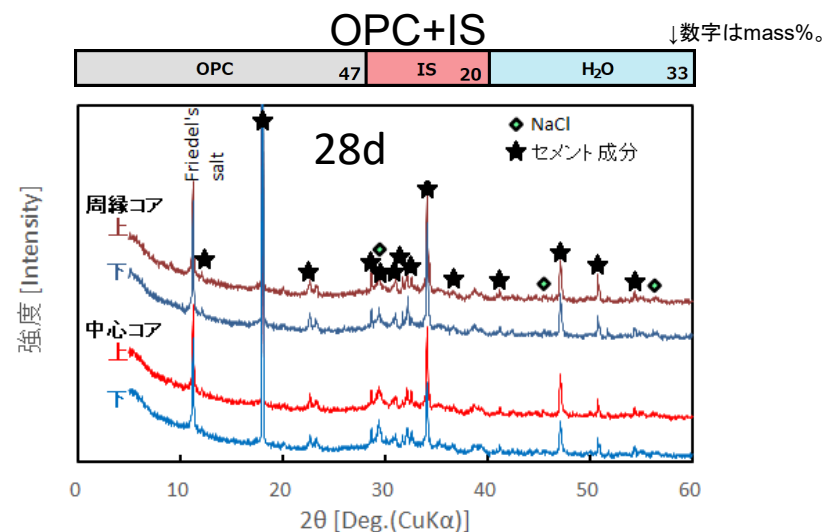 OPC+IS
↓数字はmass%。
OPC 47 IS 20 H₂O 33
Friedel's
salt
28d
NaCl
セメント成分
周縁コア
上
下
中心コア
上
下
強度 [Intensity]
0 10 20 30 40 50 60
2θ [Deg.(CuKα)]